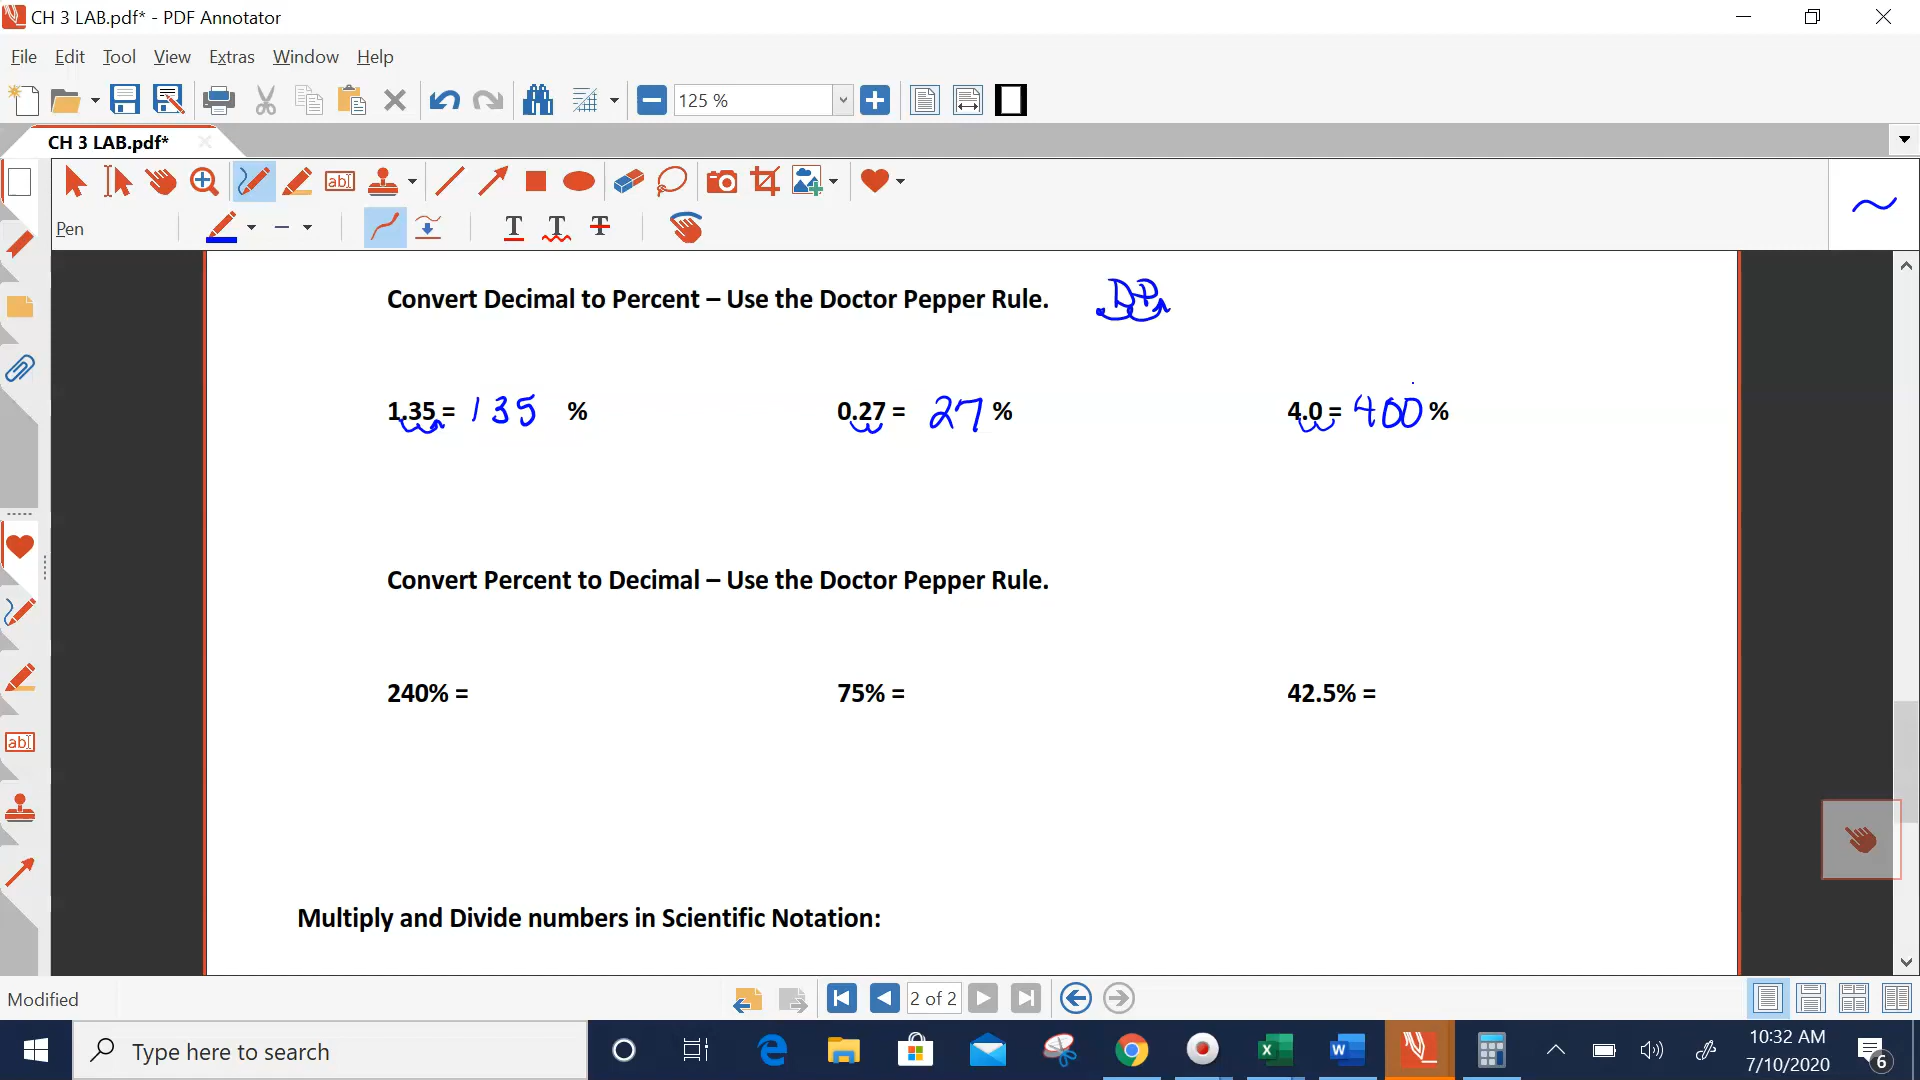 CH 3 LAB.pdf* - PDF Annotator
File Edit Tool View Extras Window Help
125 %
CH 3 LAB.pdf*
abI
Pen
T T T
Convert Decimal to Percent – Use the Doctor Pepper Rule. DP
1.35 = 135 %
0.27 = 27 %
4.0 = 400 %
Convert Percent to Decimal – Use the Doctor Pepper Rule.
240% =
75% =
42.5% =
abI
Multiply and Divide numbers in Scientific Notation:
Modified
2 of 2
Type here to search
10:32 AM
7/10/2020
6